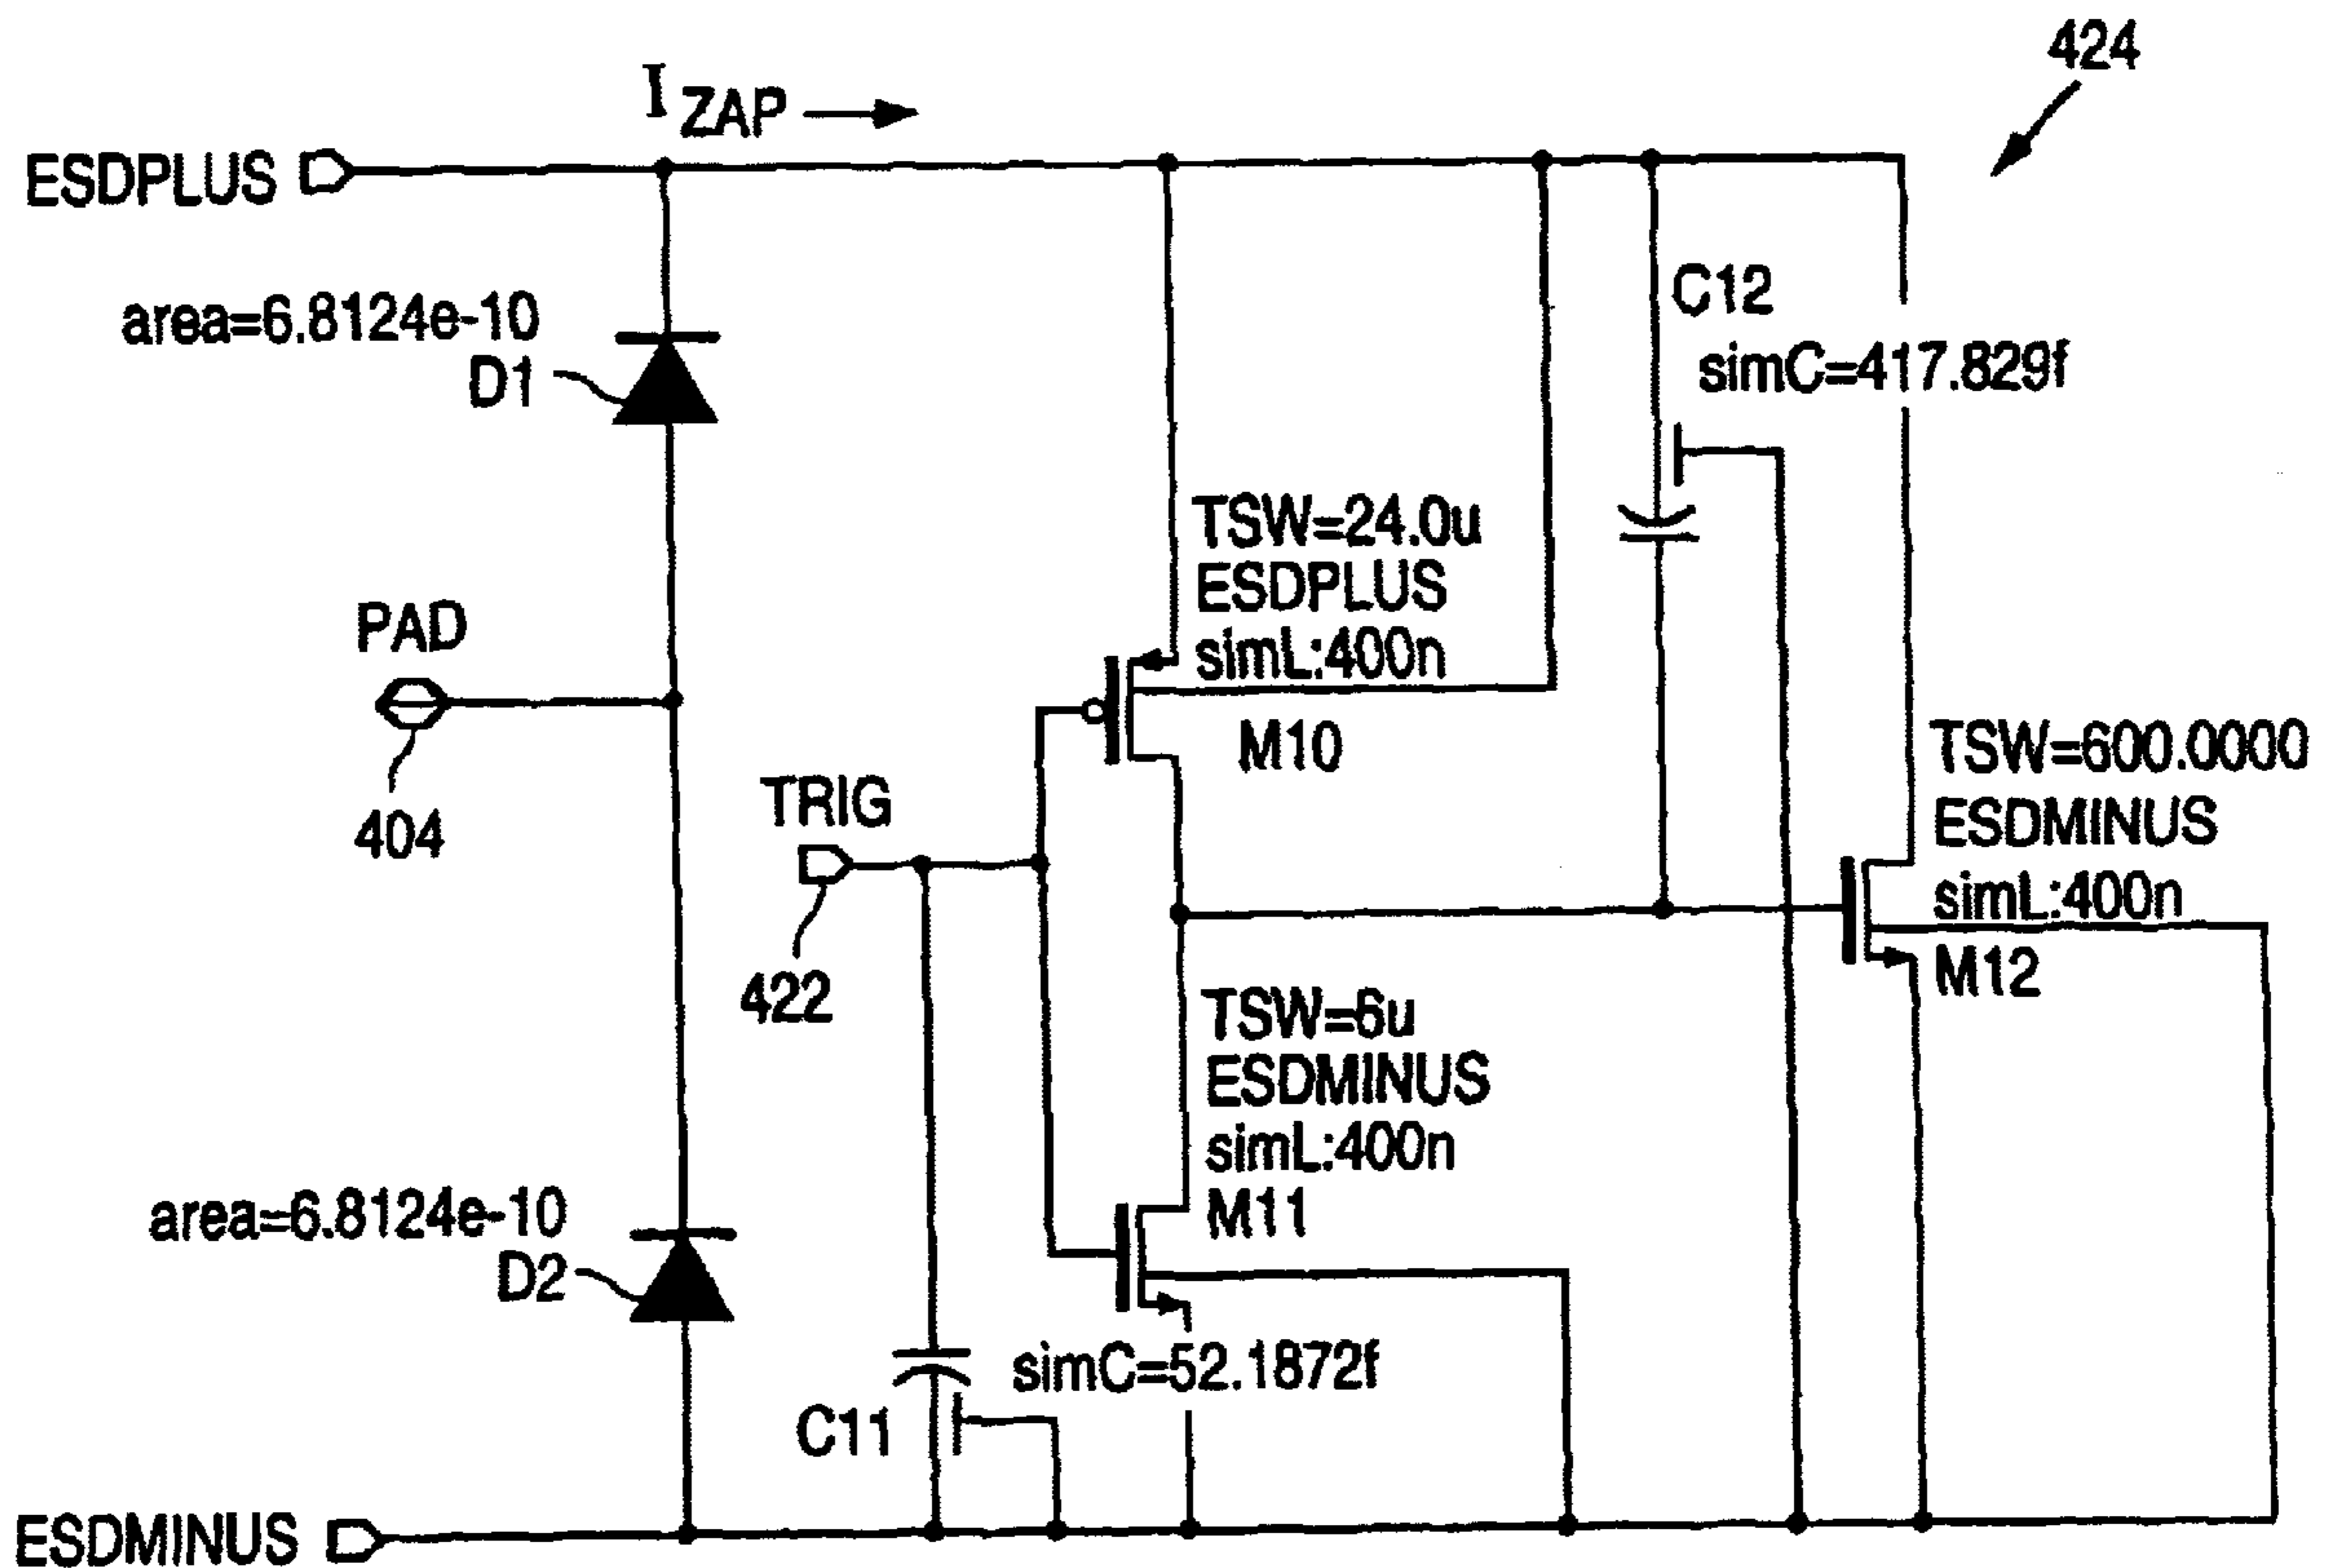 424
I ZAP
ESDPLUS
area=6.8124e-10
D1
C12
simC=417.829f
TSW=24.0u
ESDPLUS
simL:400n
M10
PAD
404
TRIG
422
TSW=600.0000
ESDMINUS
simL:400n
M12
TSW=6u
ESDMINUS
simL:400n
M11
area=6.8124e-10
D2
simC=52.1872f
C11
ESDMINUS